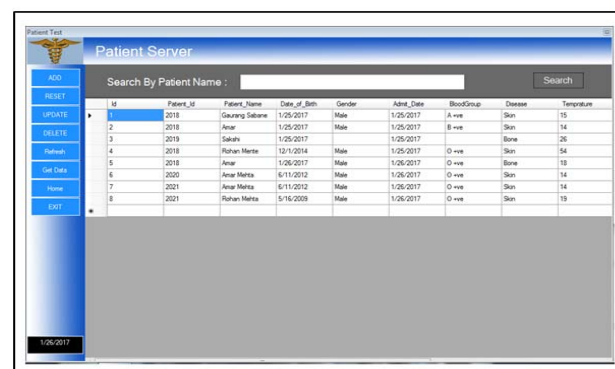 Patient Test
Patient Server
ADD
RESET
UPDATE
DELETE
Refresh
Get Data
Home
EXIT
1/26/2017
Search By Patient Name :
Search
Id Patient_Id Patient_Name Date_of_Birth Gender Admt_Date BloodGroup Disease Temprature
1 2018 Gaurang Sabane 1/25/2017 Male 1/25/2017 A +ve Skin 15
2 2018 Amar 1/25/2017 Male 1/25/2017 B +ve Skin 14
3 2019 Sakshi 1/25/2017 1/25/2017 Bone 26
4 2018 Rohan Mente 12/1/2014 Male 1/25/2017 O +ve Skin 54
5 2018 Amar 1/26/2017 Male 1/26/2017 O +ve Bone 18
6 2020 Amar Mehta 6/11/2012 Male 1/26/2017 O +ve Skin 14
7 2021 Amar Mehta 6/11/2012 Male 1/26/2017 O +ve Skin 14
8 2021 Rohan Mehta 5/16/2009 Male 1/26/2017 O +ve Skin 19